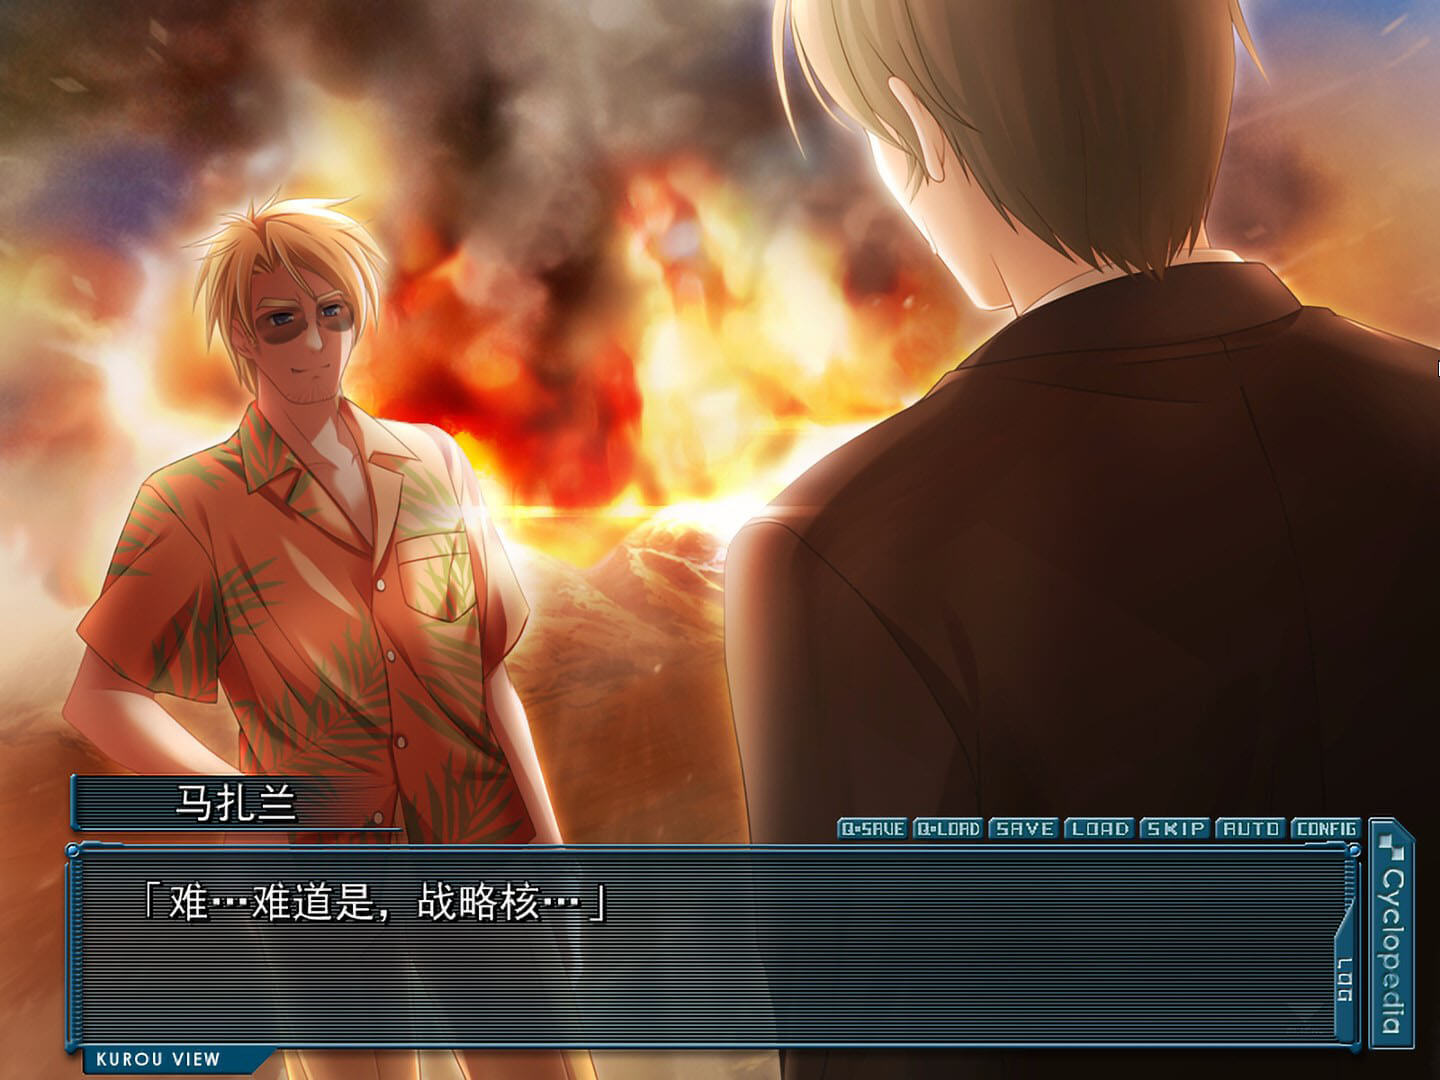 马扎兰
Q-SAVE Q-LOAD SAVE LOAD SKIP AUTO CONFIG
「难…难道是，战略核…」
LOG
Cyclopedia
KUROU VIEW